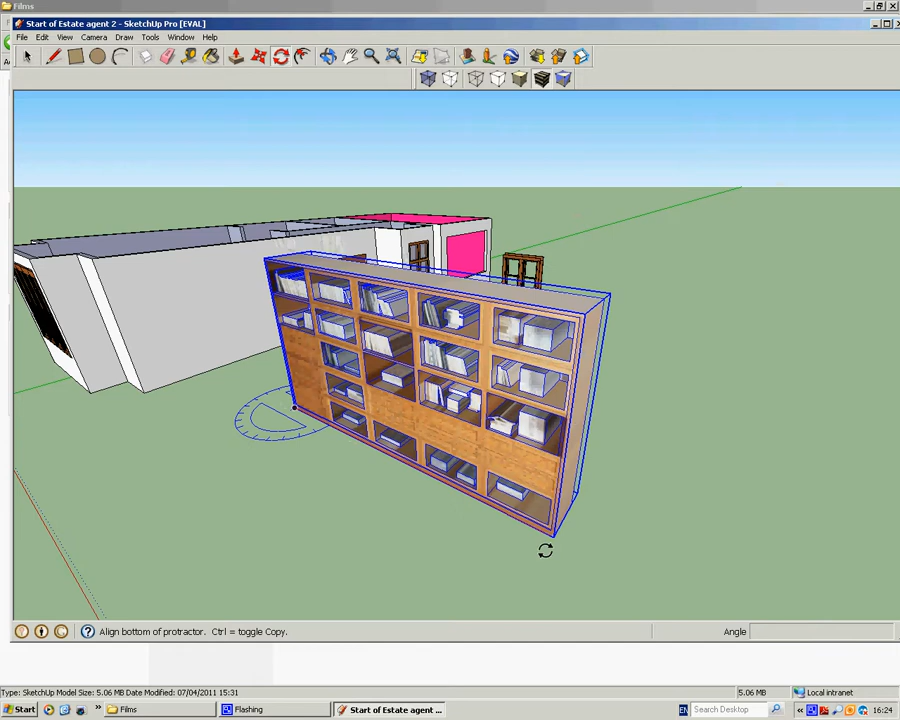 Films
Start of Estate agent 2 - SketchUp Pro [EVAL]
File Edit View Camera Draw Tools Window Help
Align bottom of protractor. Ctrl = toggle Copy.
Angle
Type: SketchUp Model Size: 5.06 MB Date Modified: 07/04/2011 15:31
5.06 MB
Local intranet
Start
Films
Flashing
Start of Estate agent ...
EN
Search Desktop
16:24